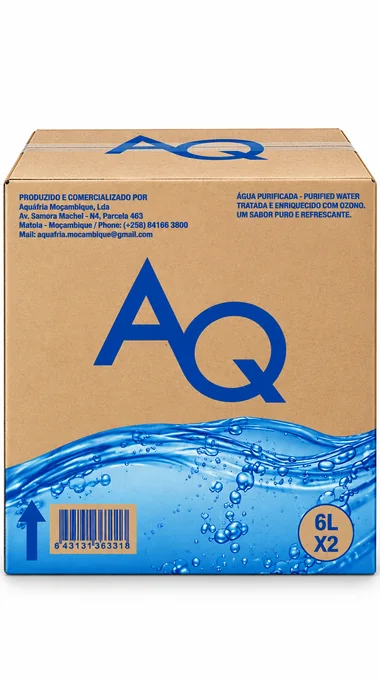 AQ
PRODUZIDO E COMERCIALIZADO POR
Aquáfria Moçambique, Lda
Av. Samora Machel - N4, Parcela 463
Matola - Moçambique / Phone: (+258) 84166 3800
Mail: aquafria.mocambique@gmail.com
ÁGUA PURIFICADA - PURIFIED WATER
TRATADA E ENRIQUECIDO COM OZONO.
UM SABOR PURO E REFRESCANTE.
AQ
6 43131 363318
6L
X2